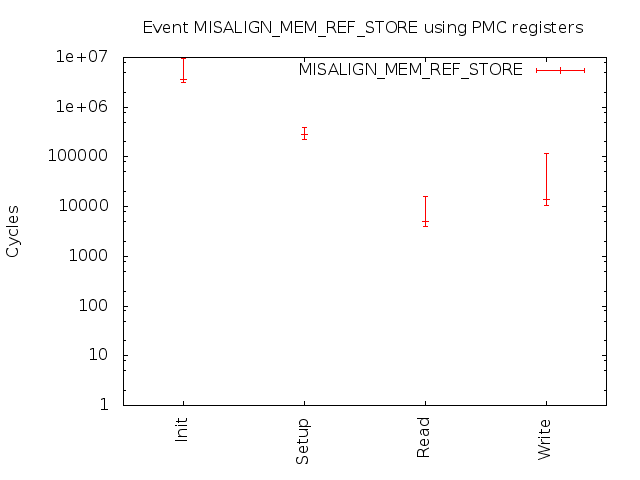 Event MISALIGN_MEM_REF_STORE using PMC registers
MISALIGN_MEM_REF_STORE
1e+07
1e+06
100000
10000
1000
100
10
1
Cycles
Init
Setup
Read
Write